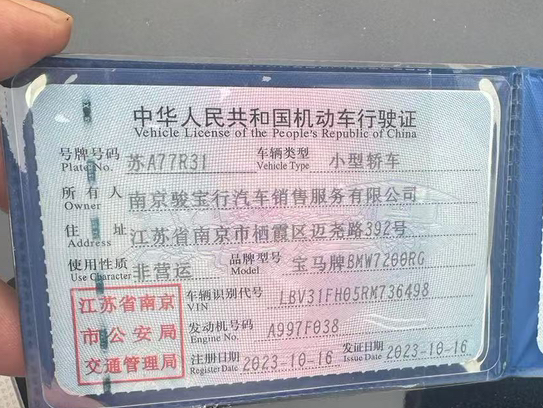 中华人民共和国机动车行驶证
Vehicle License of the People's Republic of China
号牌号码 Plate No. 苏A77R31 车辆类型 Vehicle Type 小型轿车
所有人 Owner 南京骏宝行汽车销售服务有限公司
住址 Address 江苏省南京市栖霞区迈尧路392号
使用性质 Use Character 非营运 品牌型号 Model 宝马牌BMW7200RG
车辆识别代号 VIN LBV31FH05RM736498
发动机号码 Engine No. A997F038
注册日期 Register Date 2023-10-16 发证日期 Issue Date 2023-10-16
江苏省南京
市公安局
交通管理局